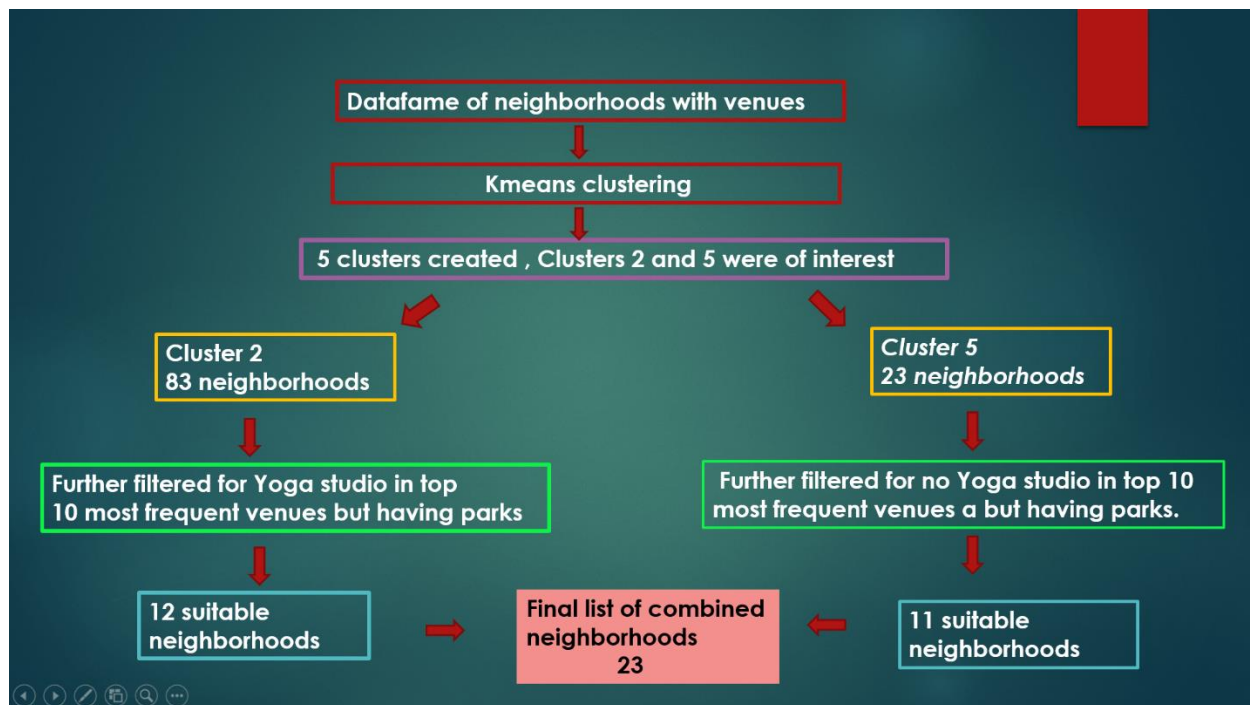 Datafame of neighborhoods with venues
Kmeans clustering
5 clusters created , Clusters 2 and 5 were of interest
Cluster 2
83 neighborhoods
Cluster 5
23 neighborhoods
Further filtered for Yoga studio in top
10 most frequent venues but having parks
Further filtered for no Yoga studio in top 10
most frequent venues a but having parks.
12 suitable
neighborhoods
Final list of combined
neighborhoods
23
11 suitable
neighborhoods